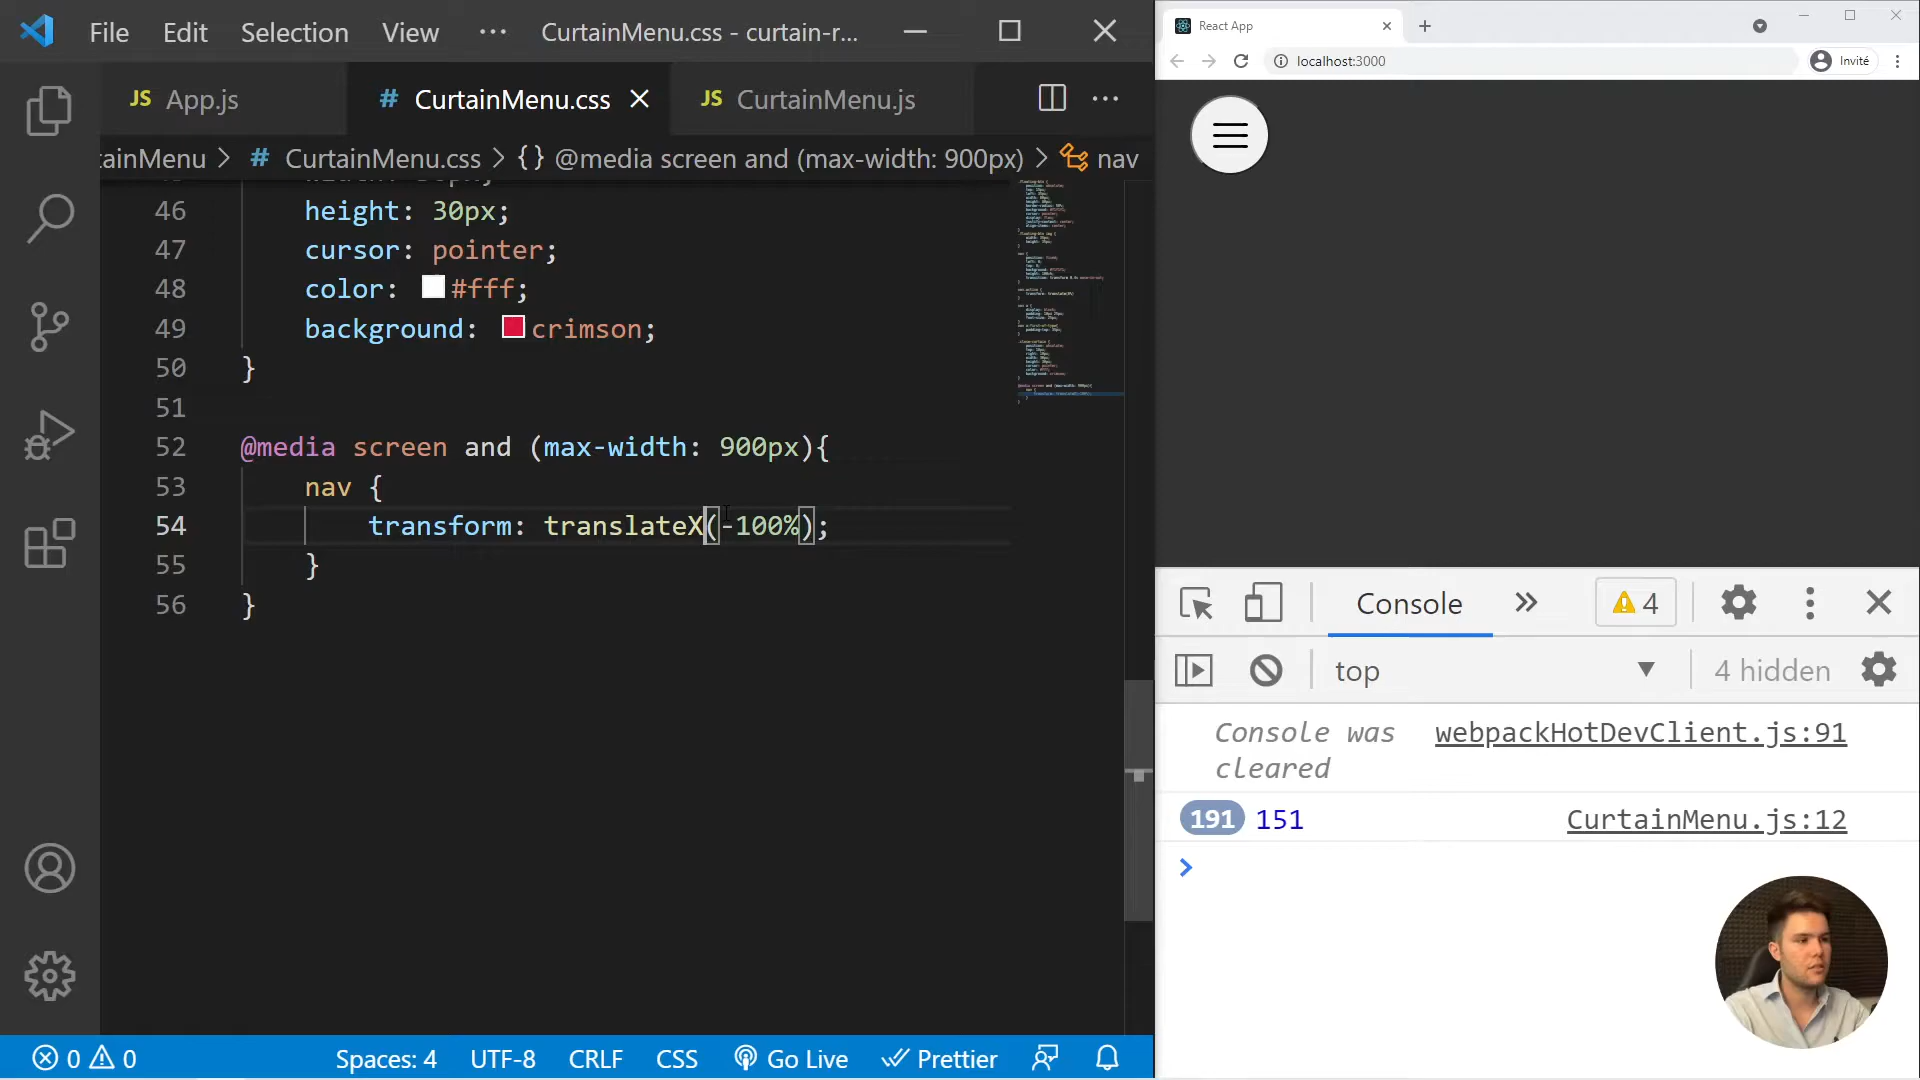 File Edit Selection View ··· CurtainMenu.css - curtain-r...
JS App.js # CurtainMenu.css JS CurtainMenu.js ···
tainMenu > # CurtainMenu.css > {} @media screen and (max-width: 900px) > nav
46 height: 30px;
47 cursor: pointer;
48 color: #fff;
49 background: crimson;
50 }
51
52 @media screen and (max-width: 900px){
53 nav {
54 transform: translateX(-100%);
55 }
56 }
0 0 Spaces: 4 UTF-8 CRLF CSS Go Live Prettier
React App
localhost:3000 Invité
Console 4
top 4 hidden
Console was cleared webpackHotDevClient.js:91
191 151 CurtainMenu.js:12